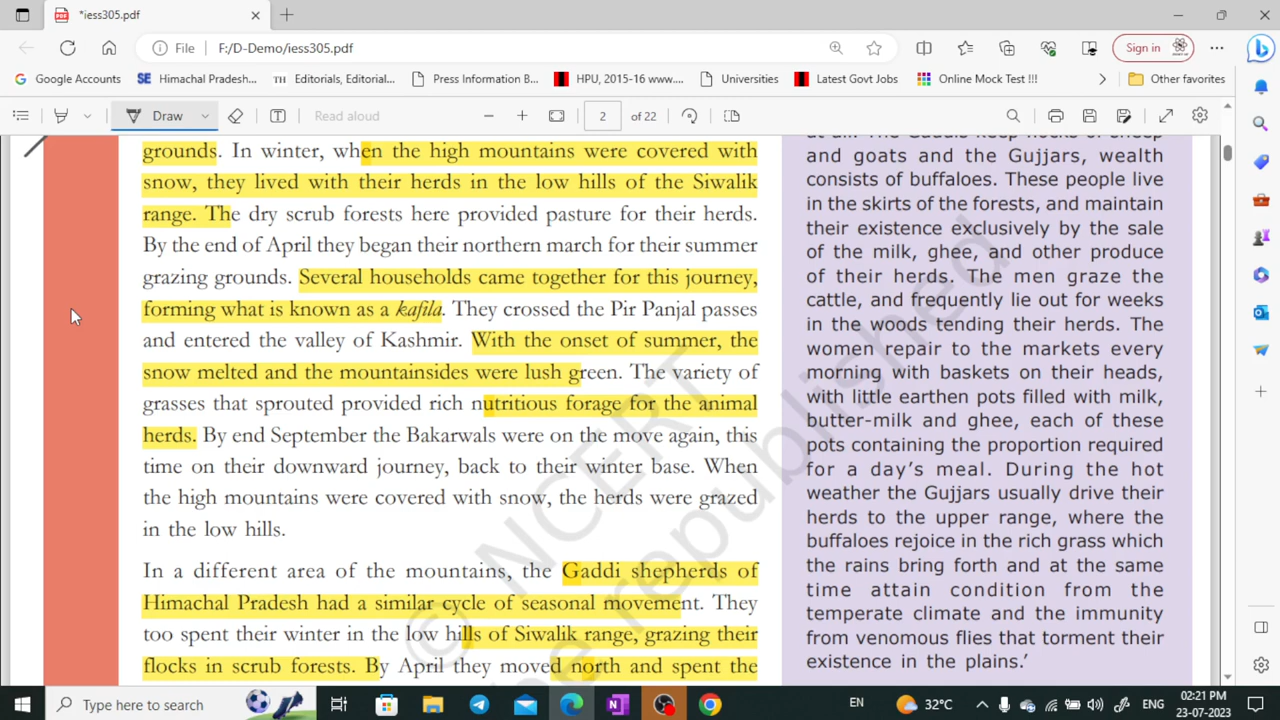 *iess305.pdf
File
F:/D-Demo/iess305.pdf
Sign in
Google Accounts
SE Himachal Pradesh...
TH Editorials, Editorial...
Press Information B...
HPU, 2015-16 www....
Universities
Latest Govt Jobs
Online Mock Test !!!
Other favorites
Draw
Read aloud
2 of 22
grounds. In winter, when the high mountains were covered with
snow, they lived with their herds in the low hills of the Siwalik
range. The dry scrub forests here provided pasture for their herds.
By the end of April they began their northern march for their summer
grazing grounds. Several households came together for this journey,
forming what is known as a kafila. They crossed the Pir Panjal passes
and entered the valley of Kashmir. With the onset of summer, the
snow melted and the mountainsides were lush green. The variety of
grasses that sprouted provided rich nutritious forage for the animal
herds. By end September the Bakarwals were on the move again, this
time on their downward journey, back to their winter base. When
the high mountains were covered with snow, the herds were grazed
in the low hills.
In a different area of the mountains, the Gaddi shepherds of
Himachal Pradesh had a similar cycle of seasonal movement. They
too spent their winter in the low hills of Siwalik range, grazing their
flocks in scrub forests. By April they moved north and spent the
at all. The Gaddis keep flocks of sheep
and goats and the Gujjars, wealth
consists of buffaloes. These people live
in the skirts of the forests, and maintain
their existence exclusively by the sale
of the milk, ghee, and other produce
of their herds. The men graze the
cattle, and frequently lie out for weeks
in the woods tending their herds. The
women repair to the markets every
morning with baskets on their heads,
with little earthen pots filled with milk,
butter-milk and ghee, each of these
pots containing the proportion required
for a day's meal. During the hot
weather the Gujjars usually drive their
herds to the upper range, where the
buffaloes rejoice in the rich grass which
the rains bring forth and at the same
time attain condition from the
temperate climate and the immunity
from venomous flies that torment their
existence in the plains.'
© NCERT
be republished
Type here to search
EN
32°C
ENG
02:21 PM
23-07-2023